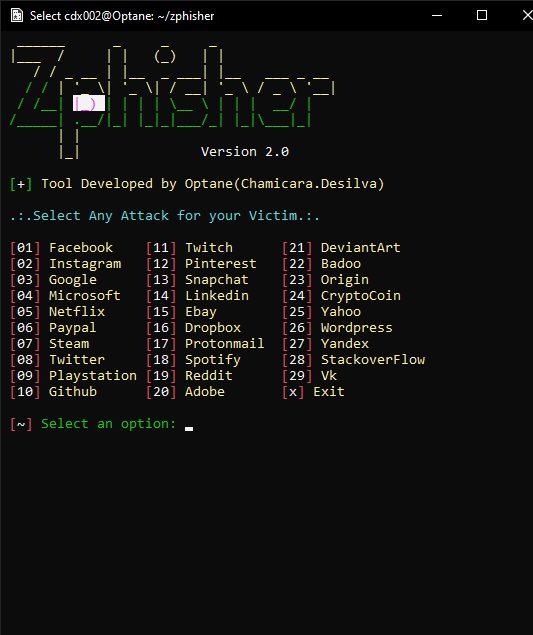 Select cdx002@Optane: ~/zphisher
Zphisher
Version 2.0
[+] Tool Developed by Optane(Chamicara.Desilva)
.:.Select Any Attack for your Victim.:.
[01] Facebook [11] Twitch [21] DeviantArt
[02] Instagram [12] Pinterest [22] Badoo
[03] Google [13] Snapchat [23] Origin
[04] Microsoft [14] Linkedin [24] CryptoCoin
[05] Netflix [15] Ebay [25] Yahoo
[06] Paypal [16] Dropbox [26] Wordpress
[07] Steam [17] Protonmail [27] Yandex
[08] Twitter [18] Spotify [28] StackoverFlow
[09] Playstation [19] Reddit [29] Vk
[10] Github [20] Adobe [x] Exit
[~] Select an option: